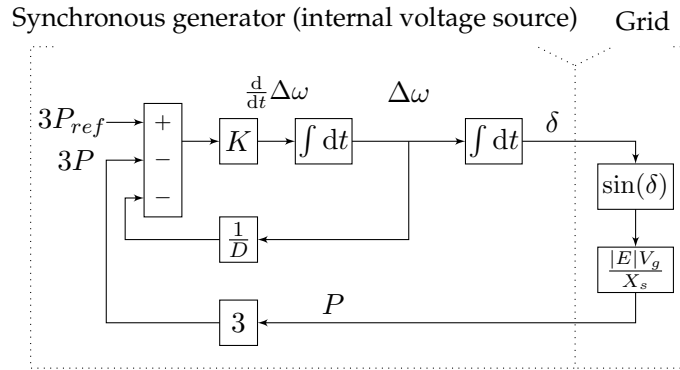 Synchronous generator (internal voltage source) Grid
d/dt Δω Δω
3P_ref + K ∫ dt ∫ dt δ
3P −
− sin(δ)
1/D
|E|V_g/X_s
3 P